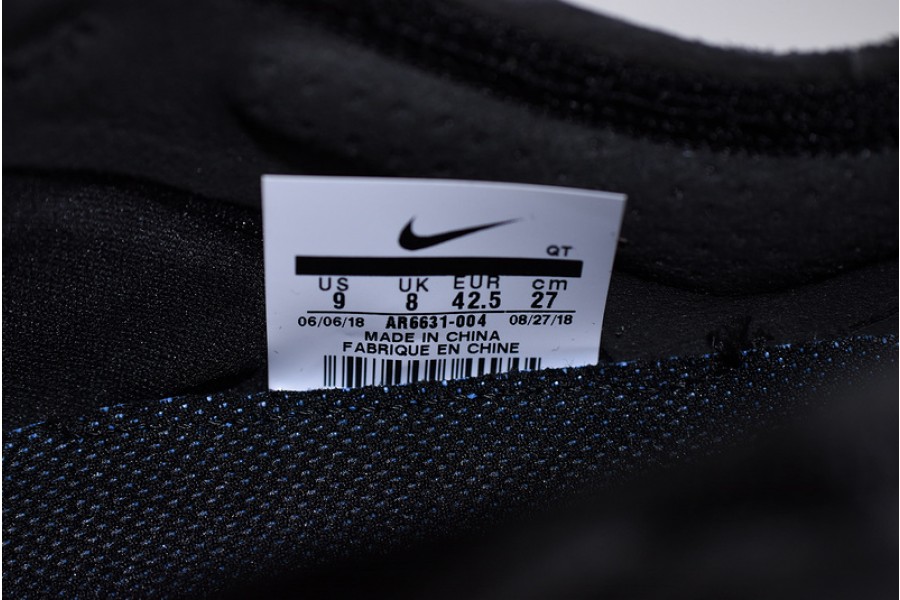 QT
US UK EUR cm
9 8 42.5 27
06/06/18 AR6631-004 08/27/18
MADE IN CHINA
FABRIQUE EN CHINE